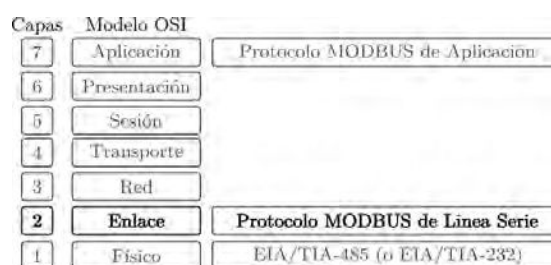 Capas Modelo OSI
7 Aplicación Protocolo MODBUS de Aplicación
6 Presentación
5 Sesión
4 Transporte
3 Red
2 Enlace Protocolo MODBUS de Linea Serie
1 Físico EIA/TIA-485 (o EIA/TIA-232)